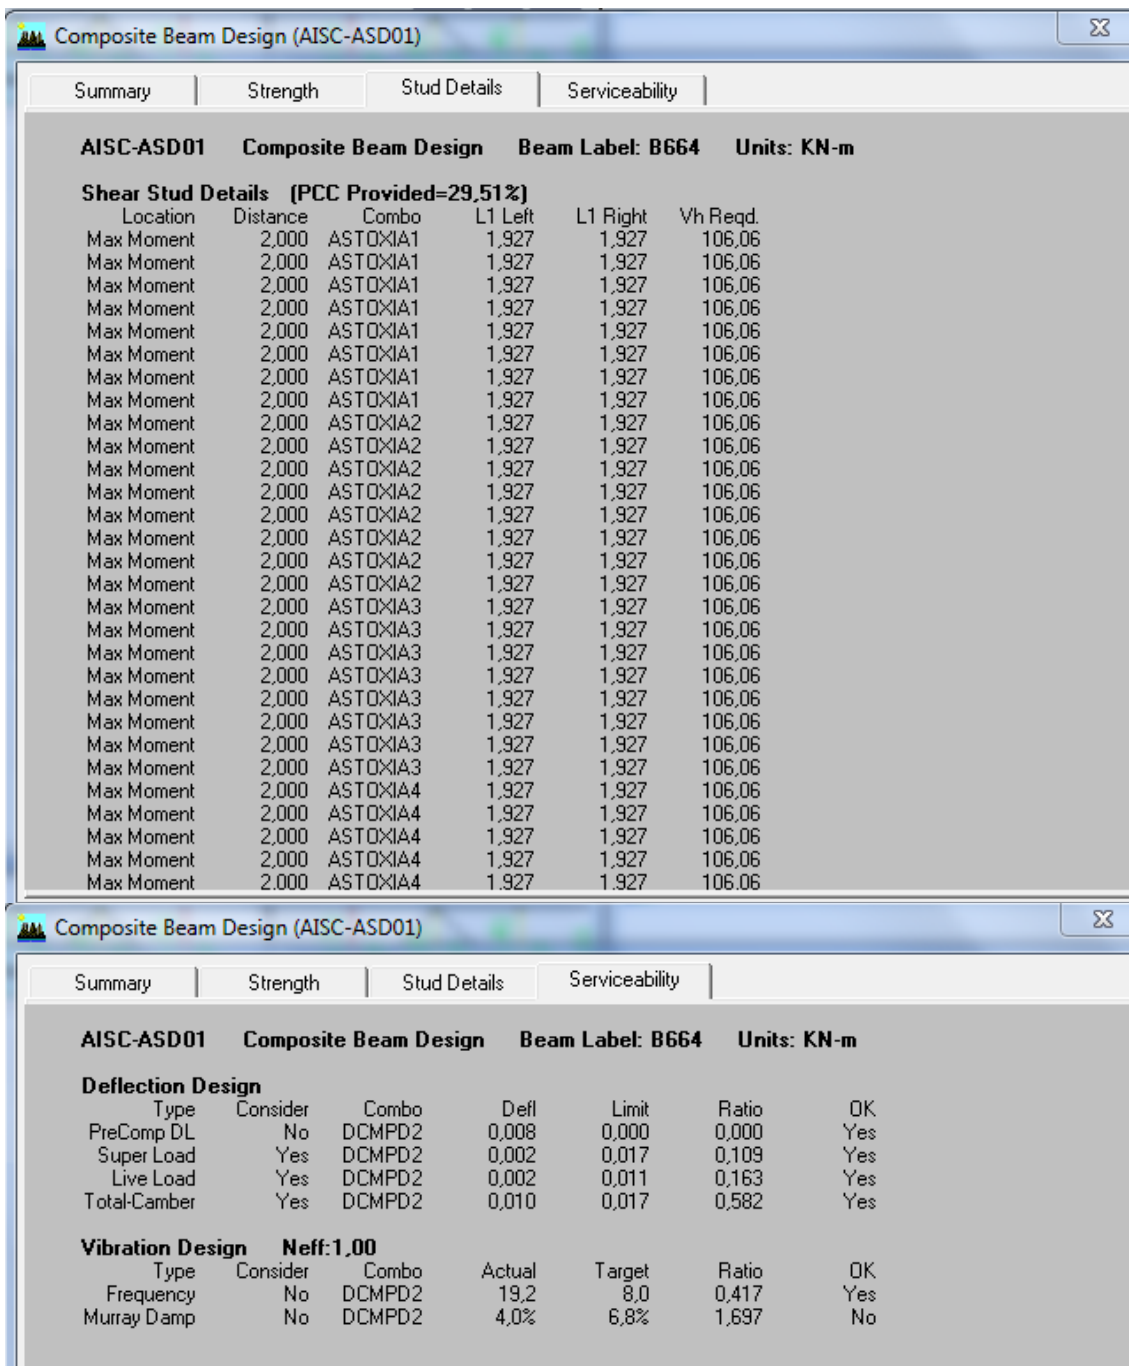 Composite Beam Design (AISC-ASD01)
Summary Strength Stud Details Serviceability
AISC-ASD01 Composite Beam Design Beam Label: B664 Units: KN-m
Shear Stud Details (PCC Provided=29,51%)
Location Distance Combo L1 Left L1 Right Vh Reqd.
Max Moment 2,000 ASTOXIA1 1,927 1,927 106,06
Max Moment 2,000 ASTOXIA1 1,927 1,927 106,06
Max Moment 2,000 ASTOXIA1 1,927 1,927 106,06
Max Moment 2,000 ASTOXIA1 1,927 1,927 106,06
Max Moment 2,000 ASTOXIA1 1,927 1,927 106,06
Max Moment 2,000 ASTOXIA1 1,927 1,927 106,06
Max Moment 2,000 ASTOXIA1 1,927 1,927 106,06
Max Moment 2,000 ASTOXIA1 1,927 1,927 106,06
Max Moment 2,000 ASTOXIA2 1,927 1,927 106,06
Max Moment 2,000 ASTOXIA2 1,927 1,927 106,06
Max Moment 2,000 ASTOXIA2 1,927 1,927 106,06
Max Moment 2,000 ASTOXIA2 1,927 1,927 106,06
Max Moment 2,000 ASTOXIA2 1,927 1,927 106,06
Max Moment 2,000 ASTOXIA2 1,927 1,927 106,06
Max Moment 2,000 ASTOXIA2 1,927 1,927 106,06
Max Moment 2,000 ASTOXIA2 1,927 1,927 106,06
Max Moment 2,000 ASTOXIA3 1,927 1,927 106,06
Max Moment 2,000 ASTOXIA3 1,927 1,927 106,06
Max Moment 2,000 ASTOXIA3 1,927 1,927 106,06
Max Moment 2,000 ASTOXIA3 1,927 1,927 106,06
Max Moment 2,000 ASTOXIA3 1,927 1,927 106,06
Max Moment 2,000 ASTOXIA3 1,927 1,927 106,06
Max Moment 2,000 ASTOXIA3 1,927 1,927 106,06
Max Moment 2,000 ASTOXIA3 1,927 1,927 106,06
Max Moment 2,000 ASTOXIA4 1,927 1,927 106,06
Max Moment 2,000 ASTOXIA4 1,927 1,927 106,06
Max Moment 2,000 ASTOXIA4 1,927 1,927 106,06
Max Moment 2,000 ASTOXIA4 1,927 1,927 106,06
Max Moment 2,000 ASTOXIA4 1,927 1,927 106,06
Composite Beam Design (AISC-ASD01)
Summary Strength Stud Details Serviceability
AISC-ASD01 Composite Beam Design Beam Label: B664 Units: KN-m
Deflection Design
Type Consider Combo Defl Limit Ratio OK
PreComp DL No DCMPD2 0,008 0,000 0,000 Yes
Super Load Yes DCMPD2 0,002 0,017 0,109 Yes
Live Load Yes DCMPD2 0,002 0,011 0,163 Yes
Total-Camber Yes DCMPD2 0,010 0,017 0,582 Yes
Vibration Design Neff:1,00
Type Consider Combo Actual Target Ratio OK
Frequency No DCMPD2 19,2 8,0 0,417 Yes
Murray Damp No DCMPD2 4,0% 6,8% 1,697 No